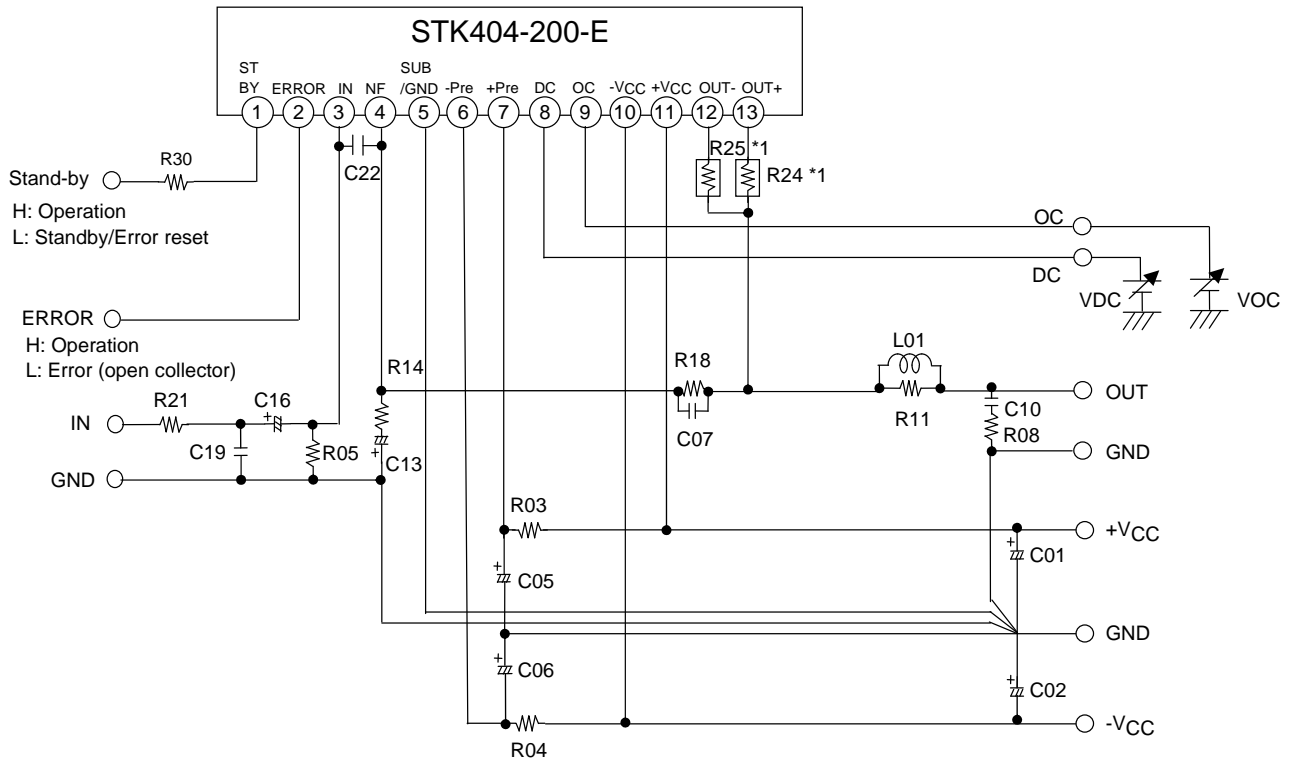 STK404-200-E
ST
BY
ERROR
IN
NF
SUB
/GND
-Pre
+Pre
DC
OC
-VCC
+VCC
OUT-
OUT+
1
2
3
4
5
6
7
8
9
10
11
12
13
R30
C22
R25 *1
R24 *1
Stand-by
H: Operation
L: Standby/Error reset
OC
DC
VDC
VOC
ERROR
H: Operation
L: Error (open collector)
R14
R18
C07
L01
R11
OUT
C10
R08
GND
R21
C16
IN
C19
R05
C13
GND
+
+
R03
+VCC
+
C01
+
C05
GND
+
C06
+
C02
R04
-VCC